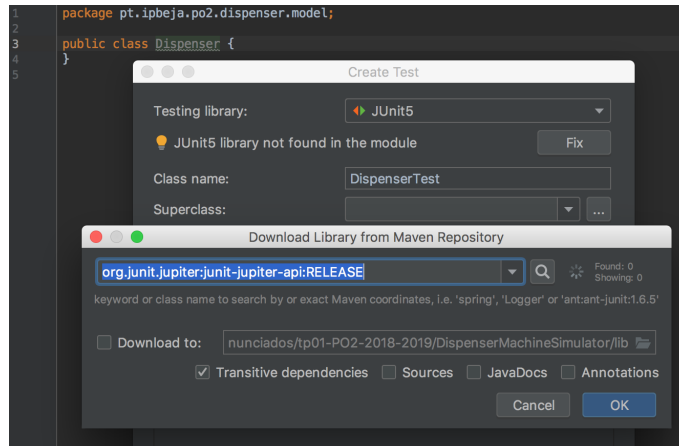 1 package pt.ipbeja.po2.dispenser.model;
2
3 public class Dispenser {
4 }
5
Create Test
Testing library: JUnit5
JUnit5 library not found in the module Fix
Class name: DispenserTest
Superclass: ...
Download Library from Maven Repository
org.junit.jupiter:junit-jupiter-api:RELEASE Found: 0
Showing: 0
keyword or class name to search by or exact Maven coordinates, i.e. 'spring', 'Logger' or 'ant:ant-junit:1.6.5'
Download to: nunciados/tp01-PO2-2018-2019/DispenserMachineSimulator/lib
Transitive dependencies Sources JavaDocs Annotations
Cancel OK